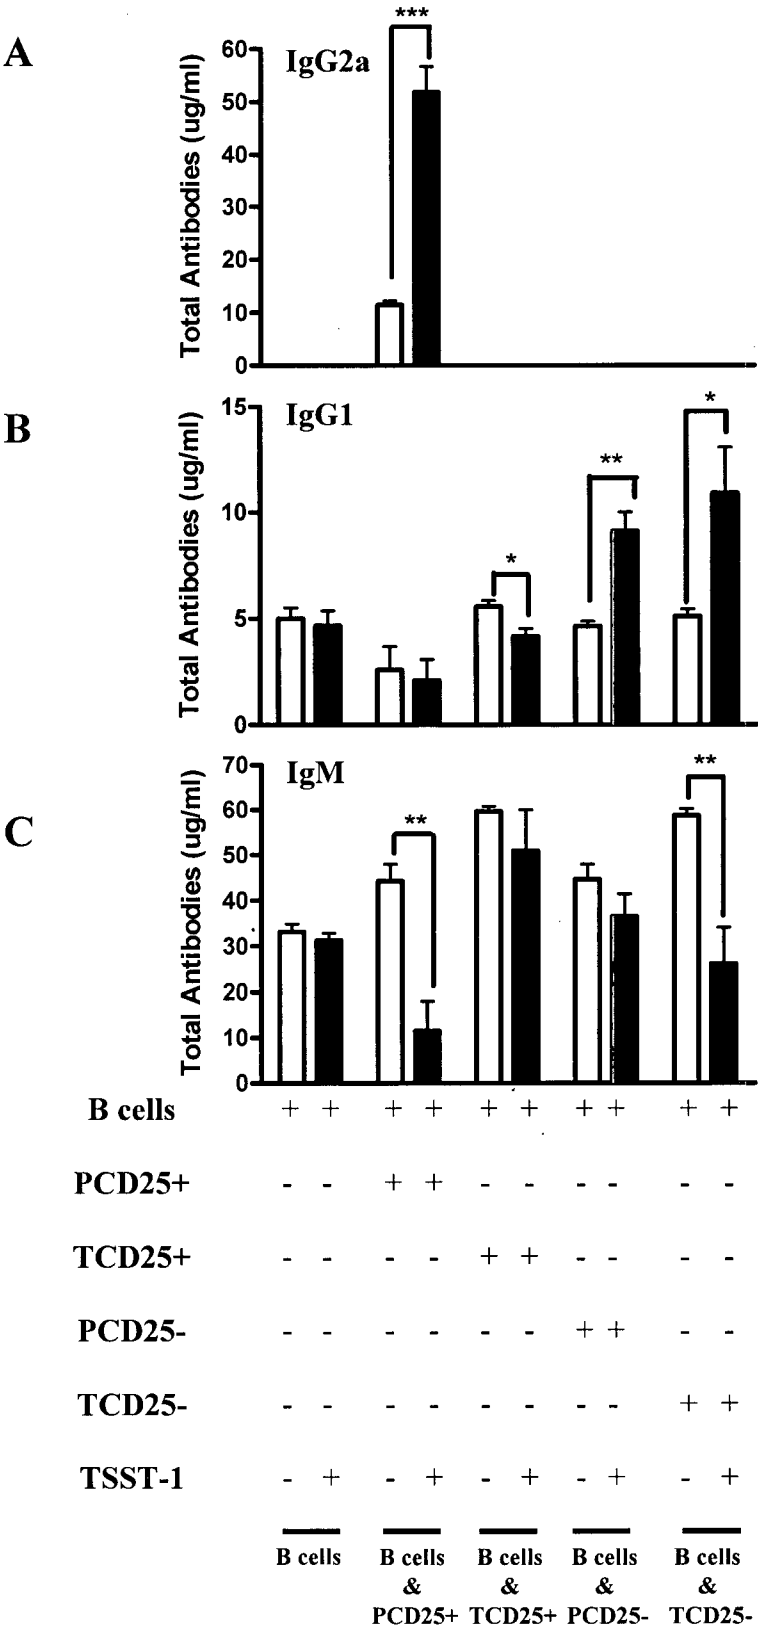 A
IgG2a
***
Total Antibodies (ug/ml)
60
50
40
30
20
10
0
B
IgG1
*
**
*
Total Antibodies (ug/ml)
15
10
5
0
C
IgM
**
**
Total Antibodies (ug/ml)
70
60
50
40
30
20
10
0
B cells + + + + + + + + + +
PCD25+ - - + + - - - - - -
TCD25+ - - - - + + - - - -
PCD25- - - - - - - + + - -
TCD25- - - - - - - - - + +
TSST-1 - + - + - + - + - +
B cells B cells B cells B cells B cells
& & & &
PCD25+ TCD25+ PCD25- TCD25-